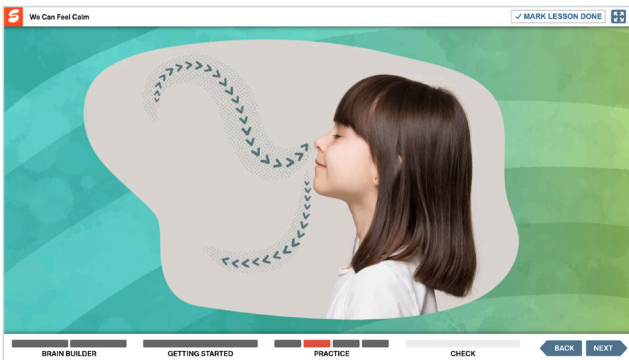 S
We Can Feel Calm
✓ MARK LESSON DONE
BRAIN BUILDER
GETTING STARTED
PRACTICE
CHECK
BACK
NEXT